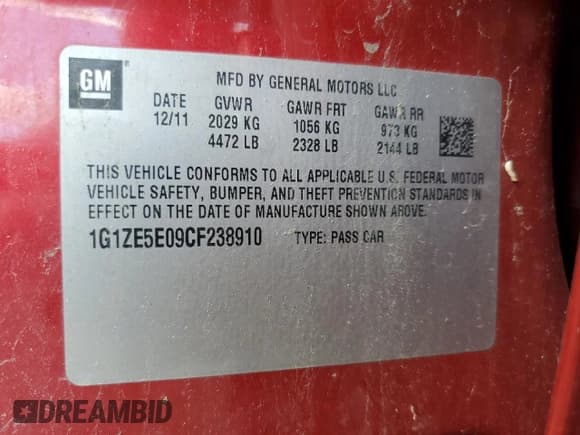 GM ®
MFD BY GENERAL MOTORS LLC
DATE GVWR GAWR FRT GAWR RR
12/11 2029 KG 1056 KG 973 KG
4472 LB 2328 LB 2144 LB
THIS VEHICLE CONFORMS TO ALL APPLICABLE U.S. FEDERAL MOTOR
VEHICLE SAFETY, BUMPER, AND THEFT PREVENTION STANDARDS IN
EFFECT ON THE DATE OF MANUFACTURE SHOWN ABOVE.
1G1ZE5E09CF238910 TYPE: PASS CAR
DREAMBID